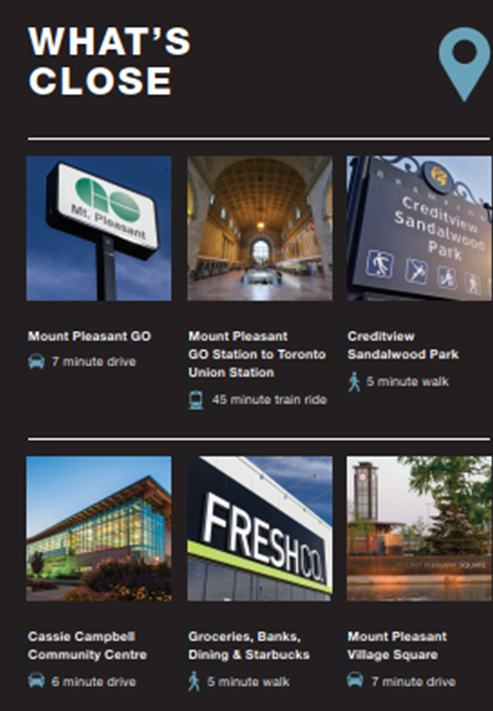 WHAT'S
CLOSE
GO
Mt. Pleasant
BRAMPTON
Creditview
Sandalwood
Park
Mount Pleasant GO
7 minute drive
Mount Pleasant
GO Station to Toronto
Union Station
45 minute train ride
Creditview
Sandalwood Park
5 minute walk
FRESHCO.
MOUNT PLEASANT SQUARE
Cassie Campbell
Community Centre
6 minute drive
Groceries, Banks,
Dining & Starbucks
5 minute walk
Mount Pleasant
Village Square
7 minute drive